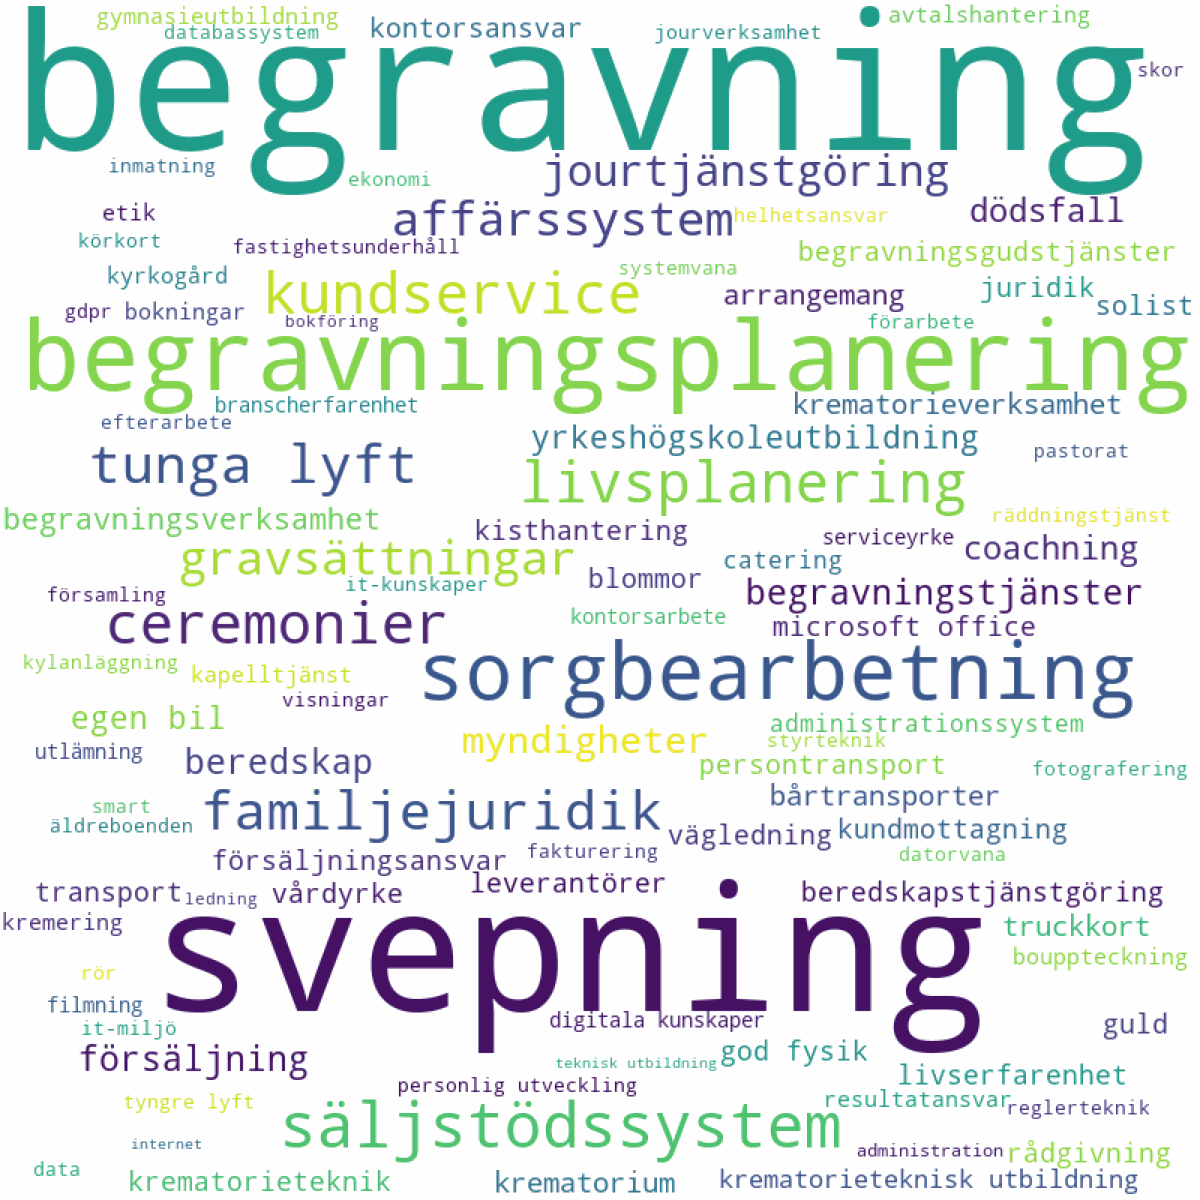 gymnasieutbildning
avtalshantering
databassystem
kontorsansvar
jourverksamhet
begravning
skor
inmatning
jourtjänstgöring
ekonomi
etik
affärssystem
helhetsansvar
dödsfall
körkort
fastighetsunderhåll
begravningsgudstjänster
kyrkogård
systemvana
kundservice
arrangemang
juridik
gdpr
bokningar
solist
bokföring
förarbete
begravningsplanering
branscherfarenhet
krematorieverksamhet
efterarbete
yrkeshögskoleutbildning
tunga lyft
pastorat
livsplanering
begravningsverksamhet
kisthantering
räddningstjänst
serviceyrke
gravsättningar
coachning
catering
it-kunskaper
blommor
församling
begravningstjänster
ceremonier
kontorsarbete
microsoft office
kylanläggning
kapelltjänst
sorgbearbetning
visningar
egen bil
administrationssystem
utlämning
myndigheter
styrteknik
beredskap
persontransport
fotografering
smart
familjejuridik
bårtransporter
äldreboenden
vägledning
kundmottagning
försäljningsansvar
fakturering
datorvana
transport
ledning
vårdyrke
leverantörer
beredskapstjänstgöring
kremering
svepning
truckkort
bouppteckning
rör
filmning
it-miljö
digitala kunskaper
guld
försäljning
teknisk utbildning
god fysik
personlig utveckling
livserfarenhet
tyngre lyft
resultatansvar
reglerteknik
säljstödssystem
internet
administration
rådgivning
data
krematorieteknik
krematorium
krematorieteknisk utbildning